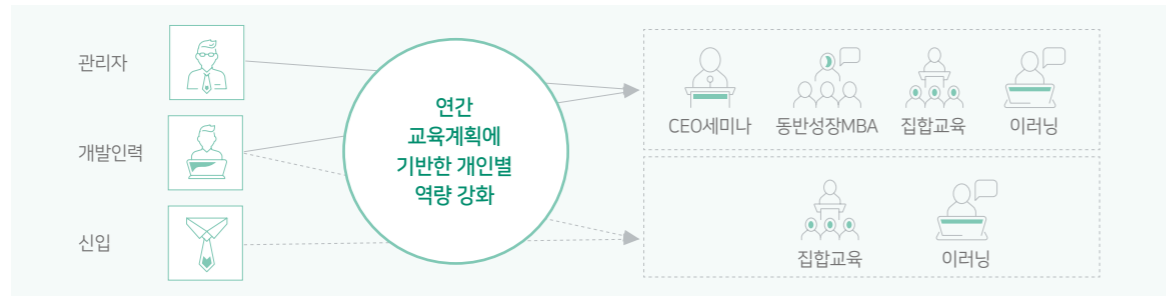 관리자
개발인력
신입
연간
교육계획에
기반한 개인별
역량 강화
CEO세미나
동반성장MBA
집합교육
이러닝
집합교육
이러닝